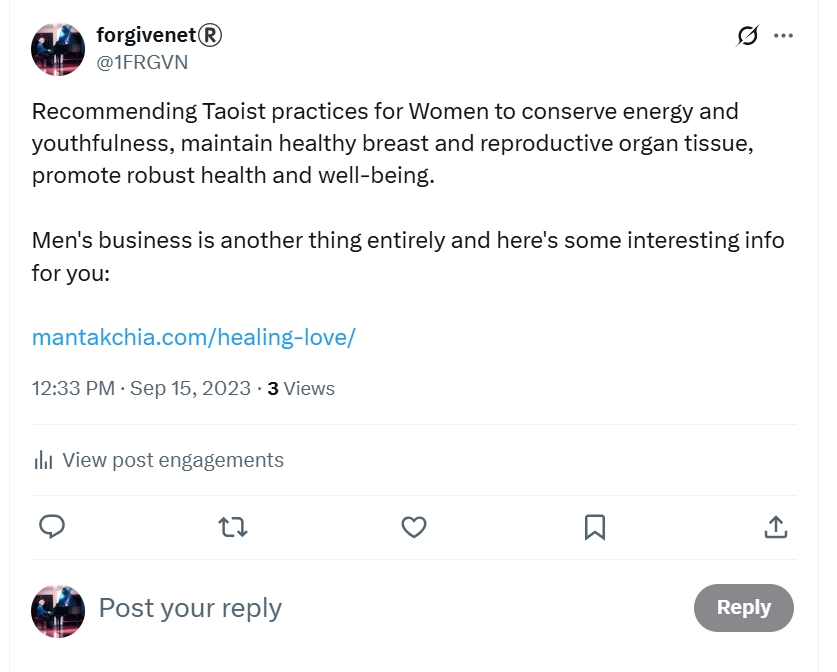 forgivenet®
@1FRGVN
Recommending Taoist practices for Women to conserve energy and
youthfulness, maintain healthy breast and reproductive organ tissue,
promote robust health and well-being.
Men's business is another thing entirely and here's some interesting info
for you:
mantakchia.com/healing-love/
12:33 PM · Sep 15, 2023 · 3 Views
View post engagements
Post your reply
Reply